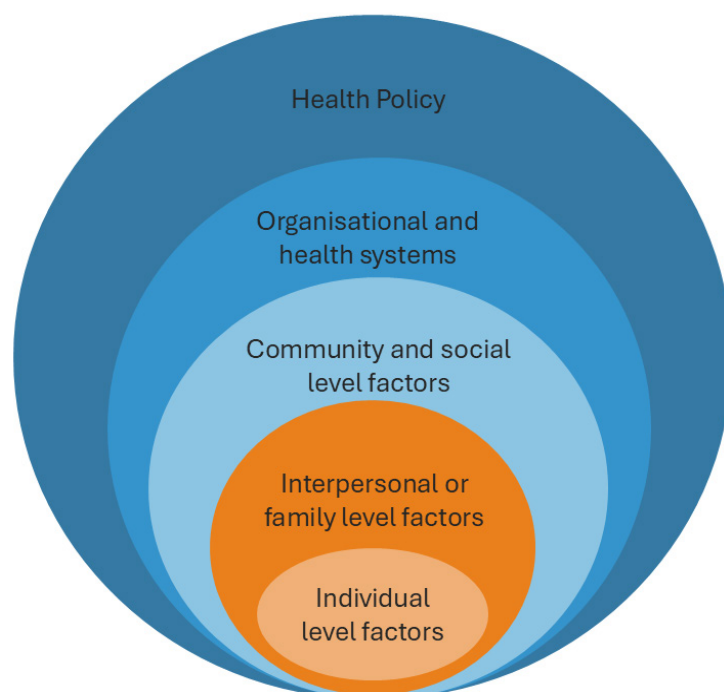 Health Policy
Organisational and
health systems
Community and social
level factors
Interpersonal or
family level factors
Individual
level factors